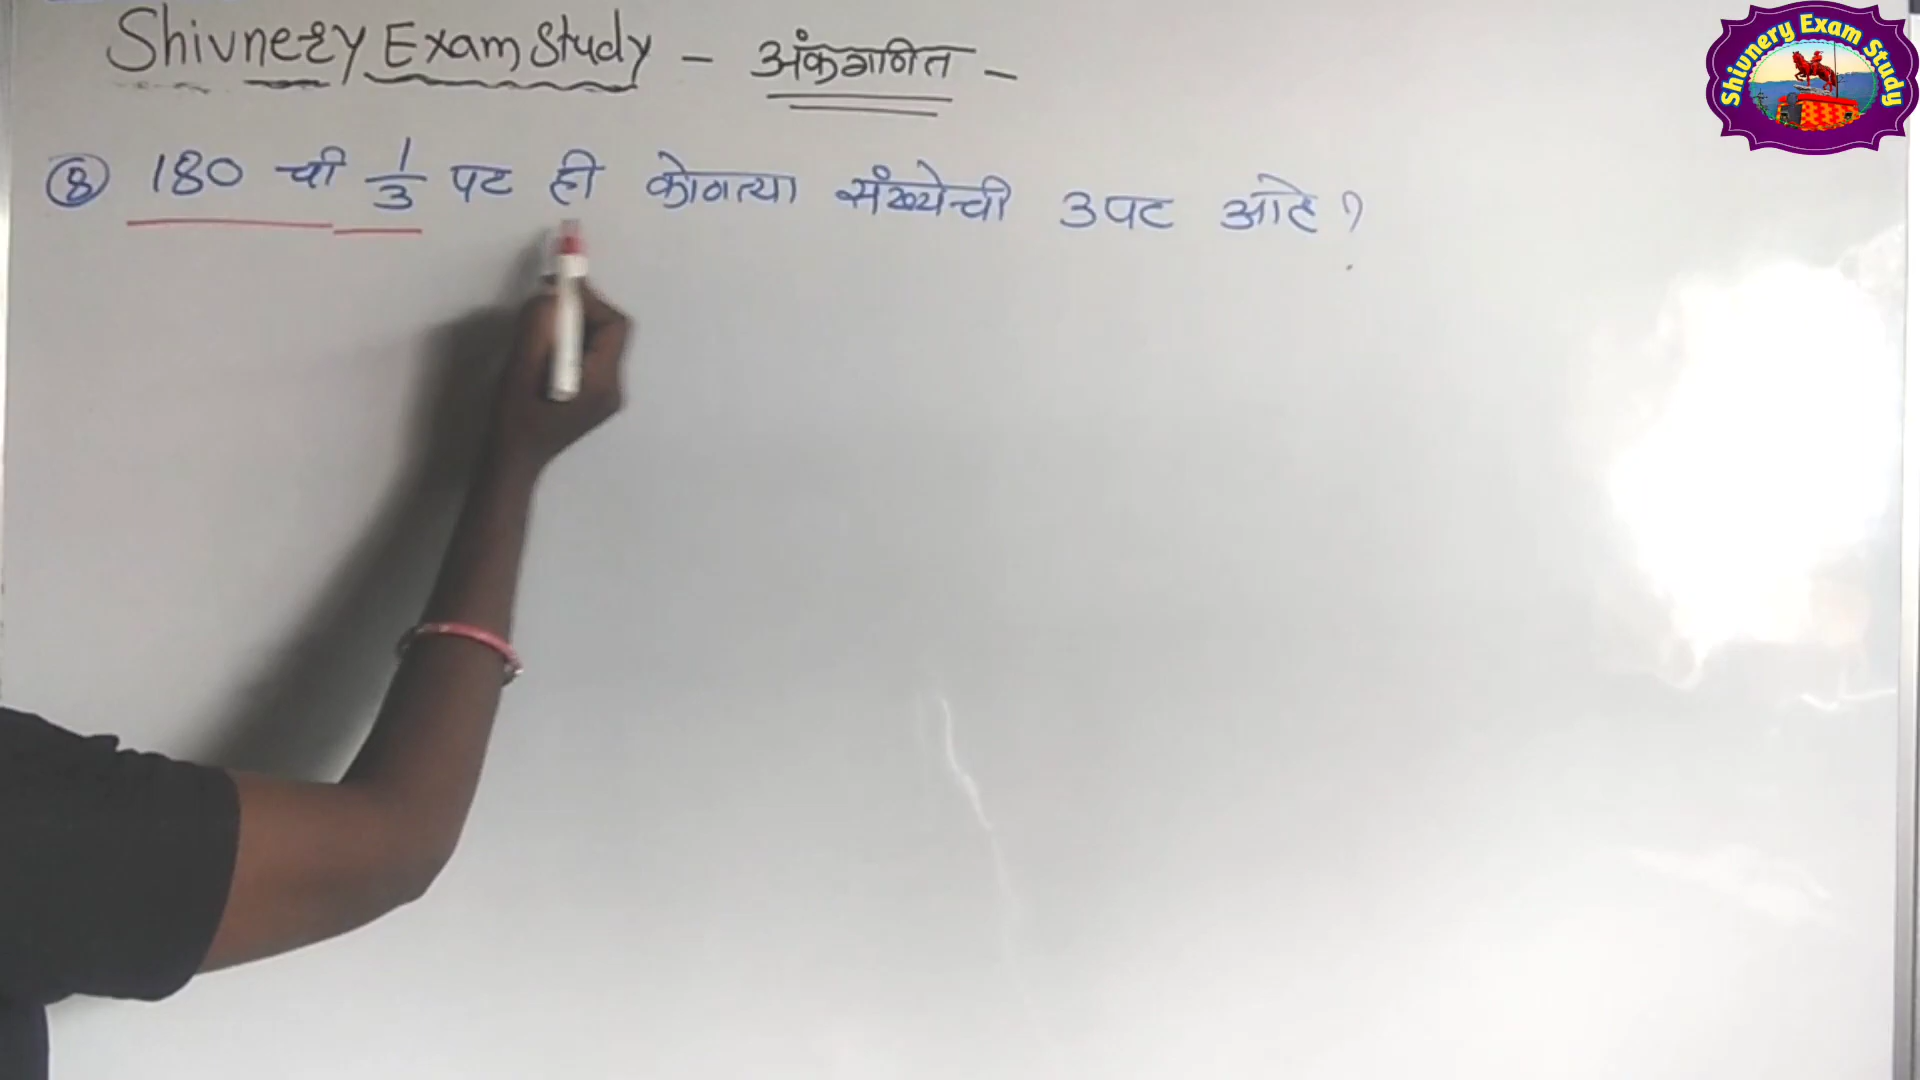 Shivnery Exam Study - अंकगणित -
Shivnery Exam Study
⑧ 180 ची 1/3 पट ही कोणत्या संख्येची 3पट आहे?